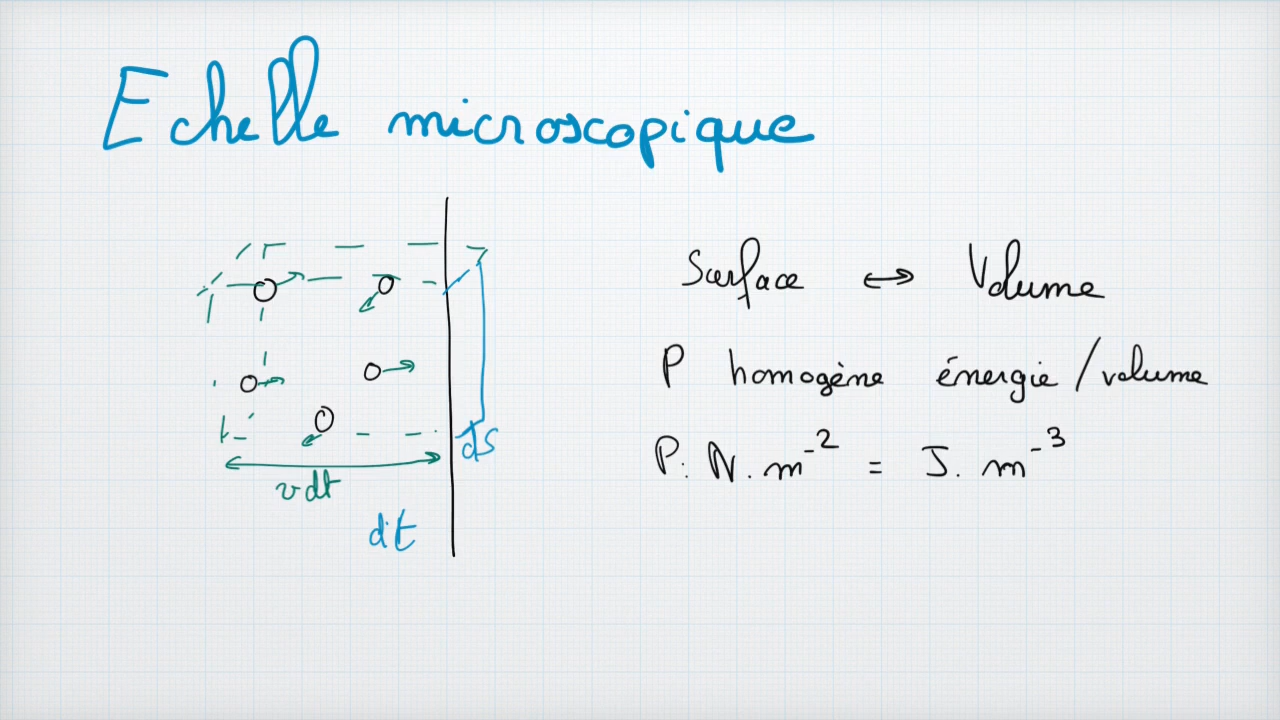 Echelle microscopique
Surface ↔ Volume
P homogène énergie/volume
P: N.m⁻² = J.m⁻³
dS
vdt
dt